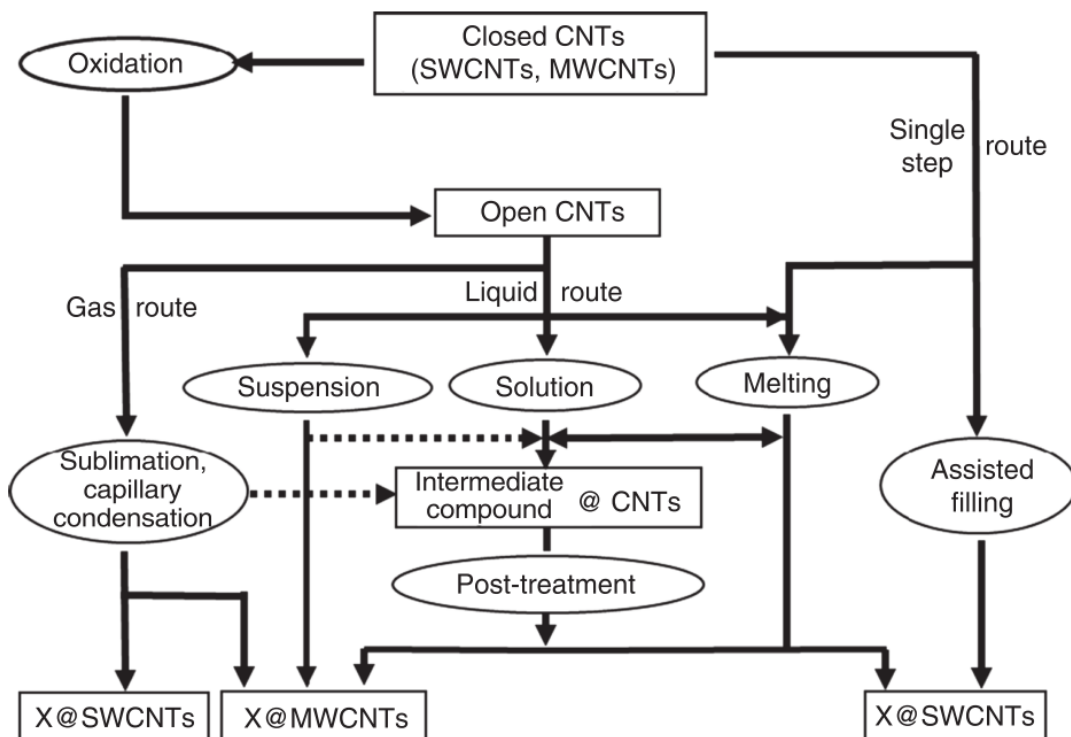 Closed CNTs
(SWCNTs, MWCNTs)
Oxidation
Single
step route
Open CNTs
Gas route
Liquid route
Suspension
Solution
Melting
Sublimation,
capillary
condensation
Intermediate
compound @ CNTs
Assisted
filling
Post-treatment
X@SWCNTs
X@MWCNTs
X@SWCNTs